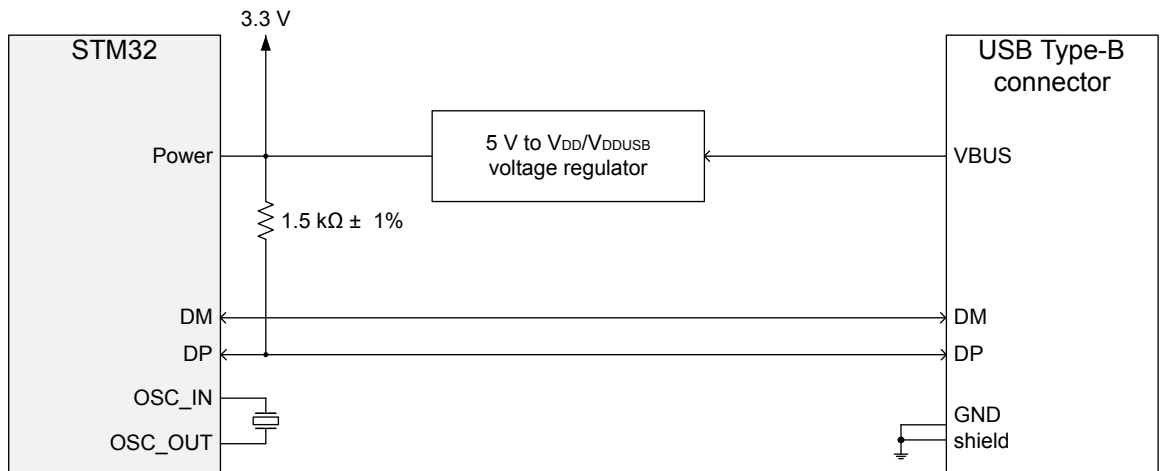 3.3 V
STM32
USB Type-B
connector
5 V to VDD/VDDUSB
voltage regulator
Power
VBUS
1.5 kΩ ± 1%
DM
DM
DP
DP
OSC_IN
OSC_OUT
GND
shield